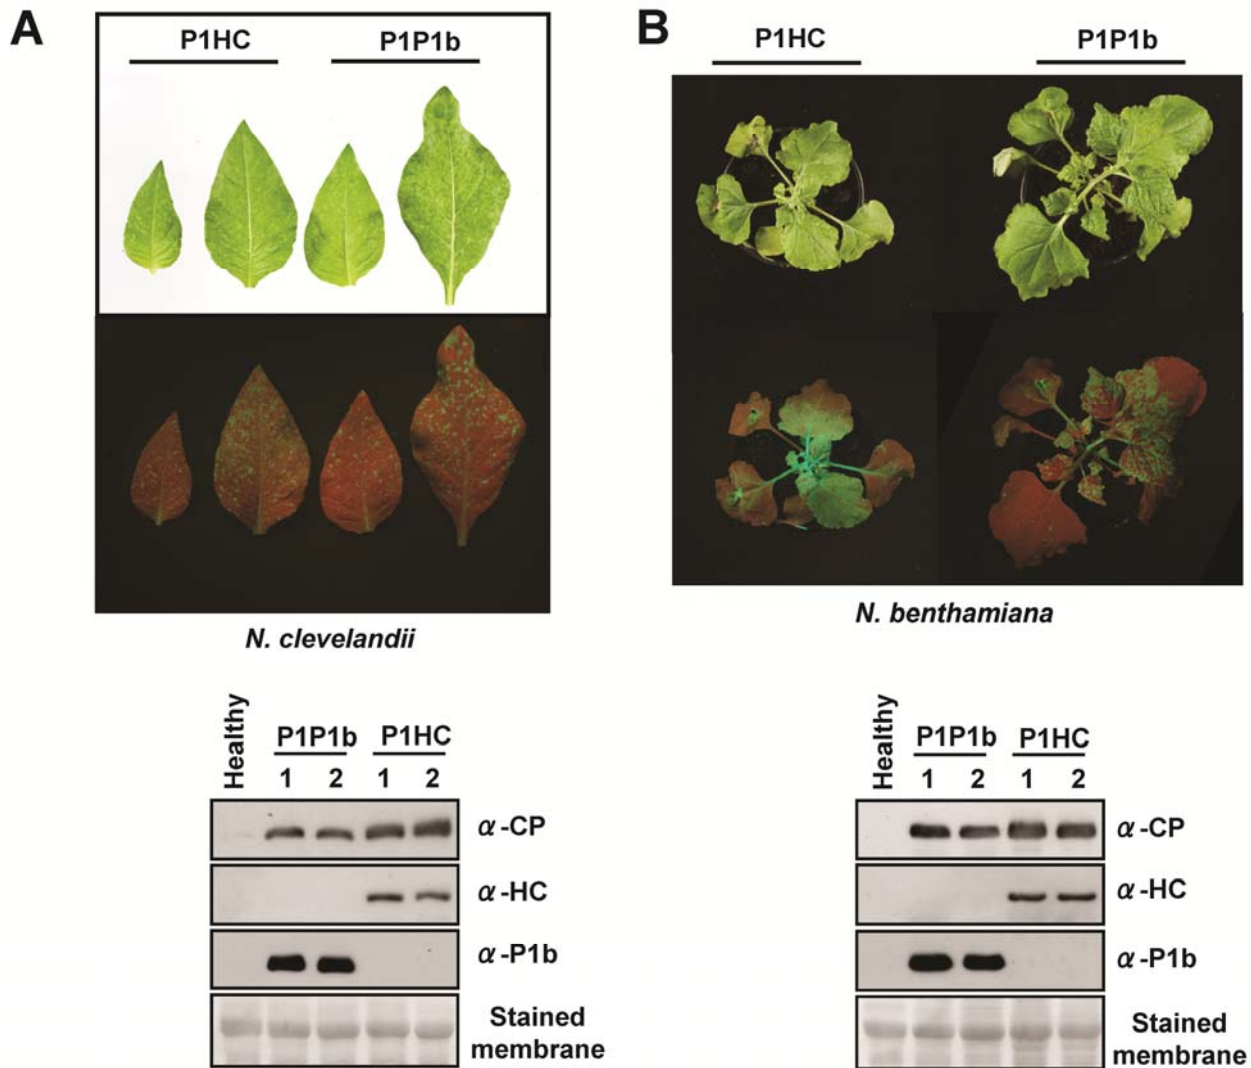 A
P1HC P1P1b
N. clevelandii
Healthy
P1P1b P1HC
1 2 1 2
α-CP
α-HC
α-P1b
Stained
membrane
B
P1HC P1P1b
N. benthamiana
Healthy
P1P1b P1HC
1 2 1 2
α-CP
α-HC
α-P1b
Stained
membrane